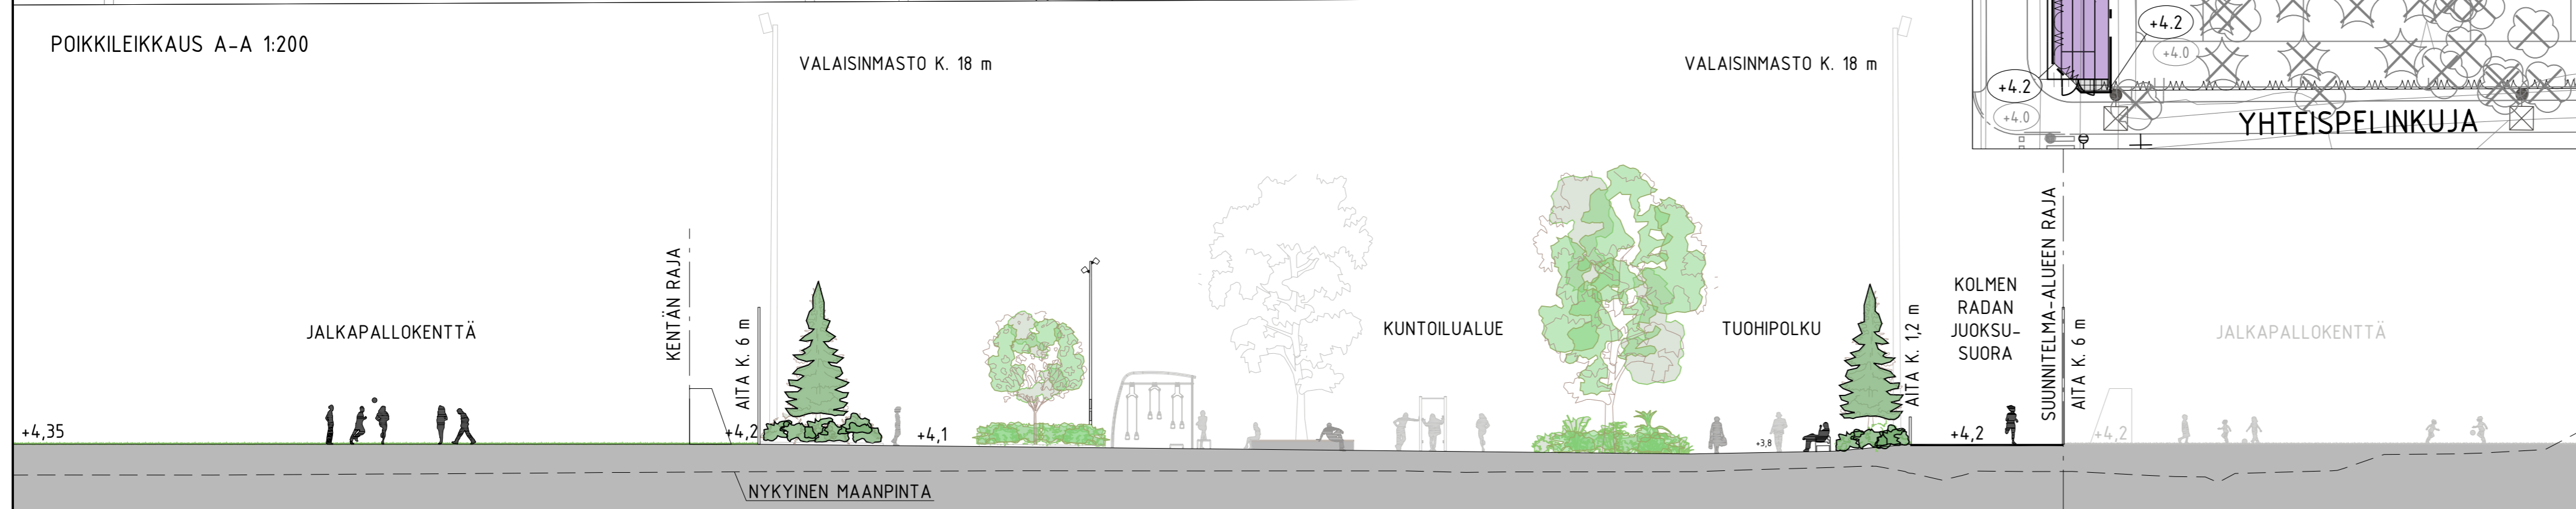 POIKKILEIKKAUS A-A 1:200
VALAISINMASTO K. 18 m
VALAISINMASTO K. 18 m
+4.2
+4.0
+4.2
+4.0
YHTEISPELINKUJA
JALKAPALLOKENTTÄ
KENTÄN RAJA
AITA K. 6 m
KUNTOILUALUE
TUOHIPOLKU
AITA K. 1,2 m
KOLMEN
RADAN
JUOKSU-
SUORA
SUUNNITELMA-ALUEEN RAJA
AITA K. 6 m
JALKAPALLOKENTTÄ
+4,35
+4,2
+4,1
+3,8
+4,2
+4,2
NYKYINEN MAANPINTA